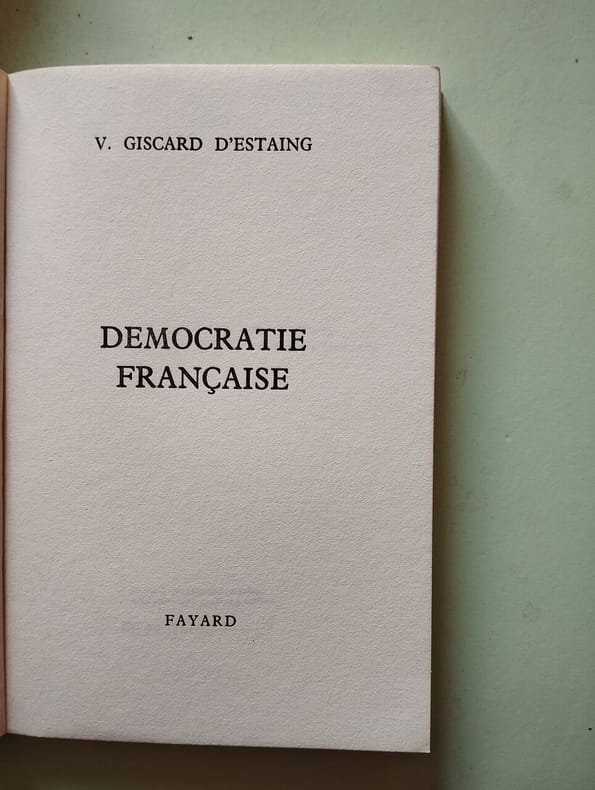 V. GISCARD D'ESTAING
DEMOCRATIE
FRANÇAISE
FAYARD